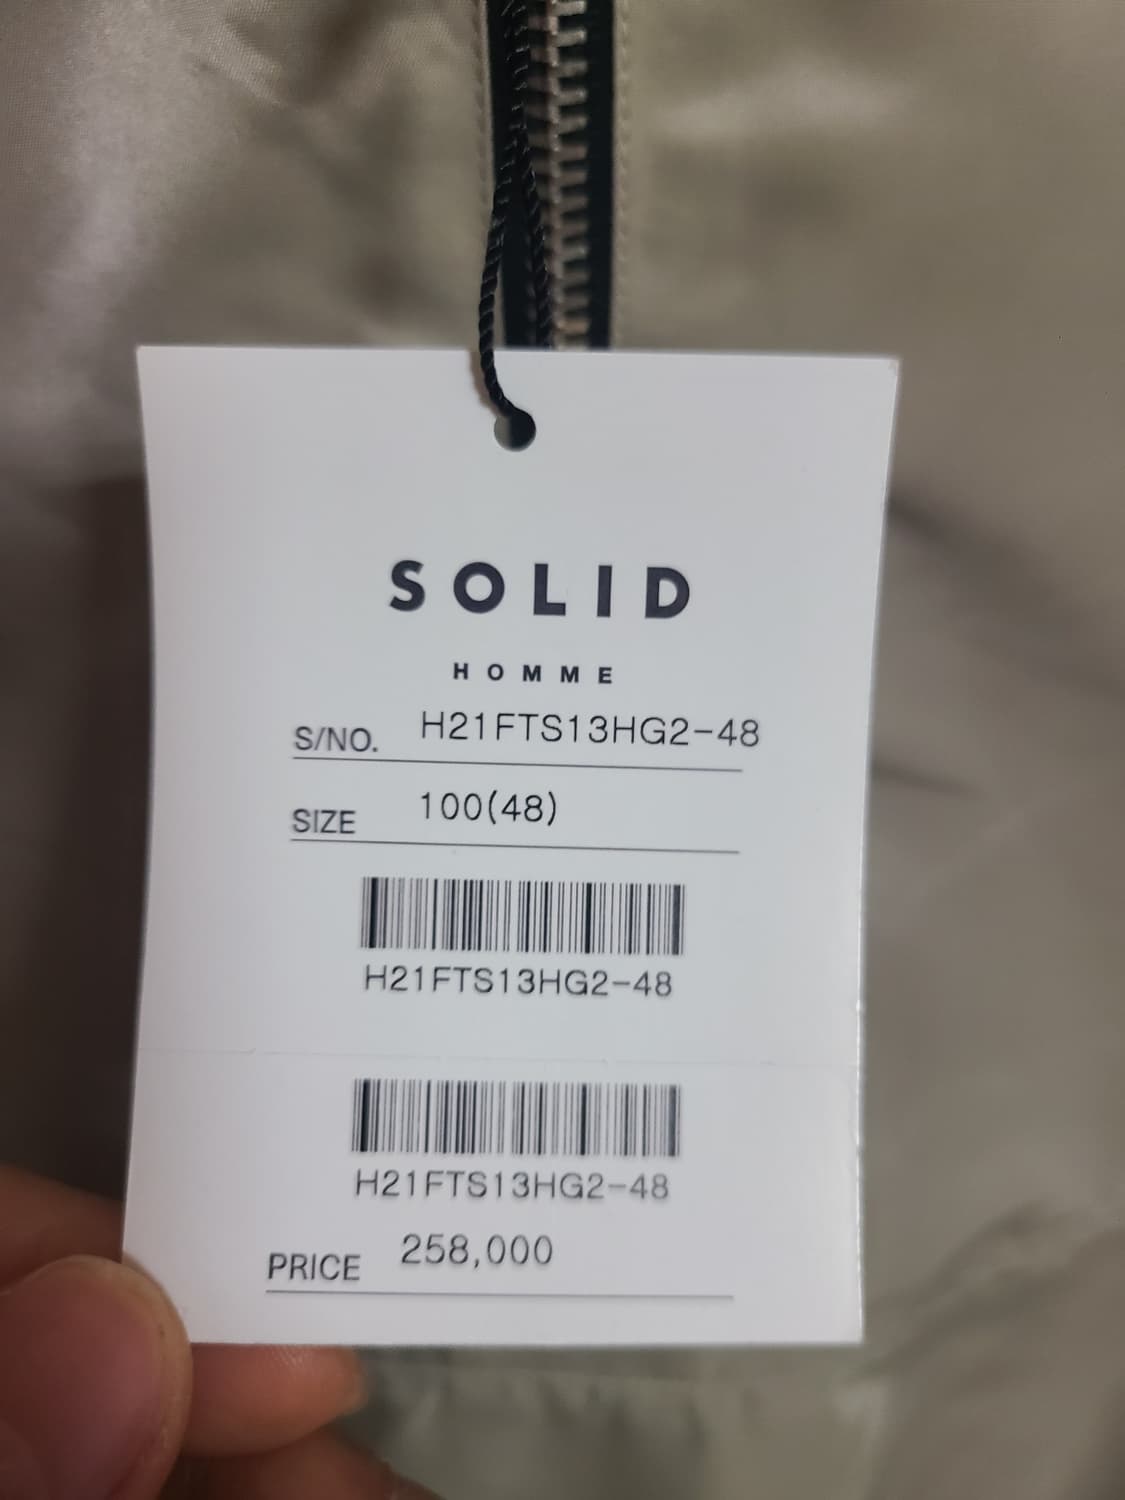 SOLID
HOMME
S/NO. H21FTS13HG2-48
SIZE 100(48)
H21FTS13HG2-48
H21FTS13HG2-48
PRICE 258,000